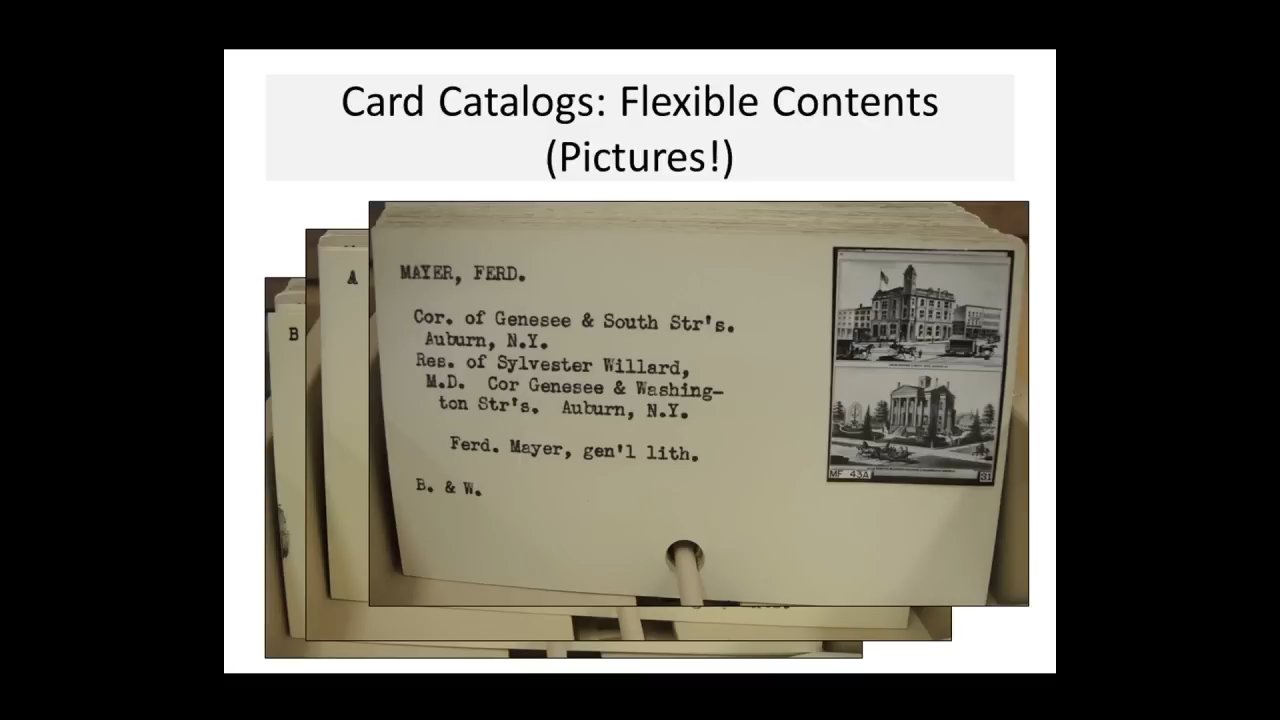 Card Catalogs: Flexible Contents
(Pictures!)
B
A
MAYER, FERD.
Cor. of Genesee & South Str's.
Auburn, N.Y.
Res. of Sylvester Willard,
M.D. Cor Genesee & Washing-
ton Str's. Auburn, N.Y.
Ferd. Mayer, gen'l lith.
B. & W.
MF 43A 31